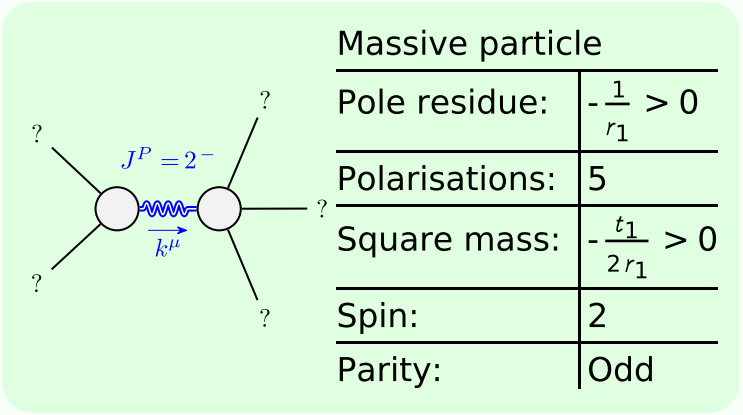 Massive particle
Pole residue: -1/r₁ > 0
Polarisations: 5
Square mass: -t₁/2r₁ > 0
Spin: 2
Parity: Odd
?
?
J^P = 2^-
?
k^μ
?
?